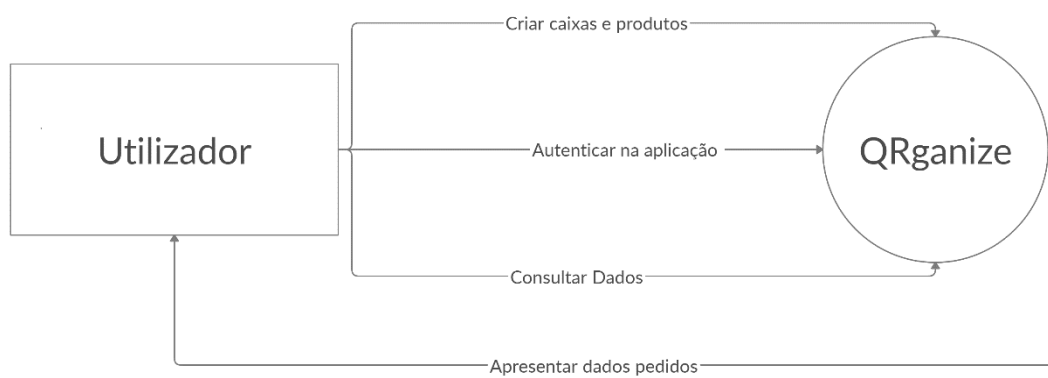 Criar caixas e produtos
Utilizador
Autenticar na aplicação
QRganize
Consultar Dados
Apresentar dados pedidos